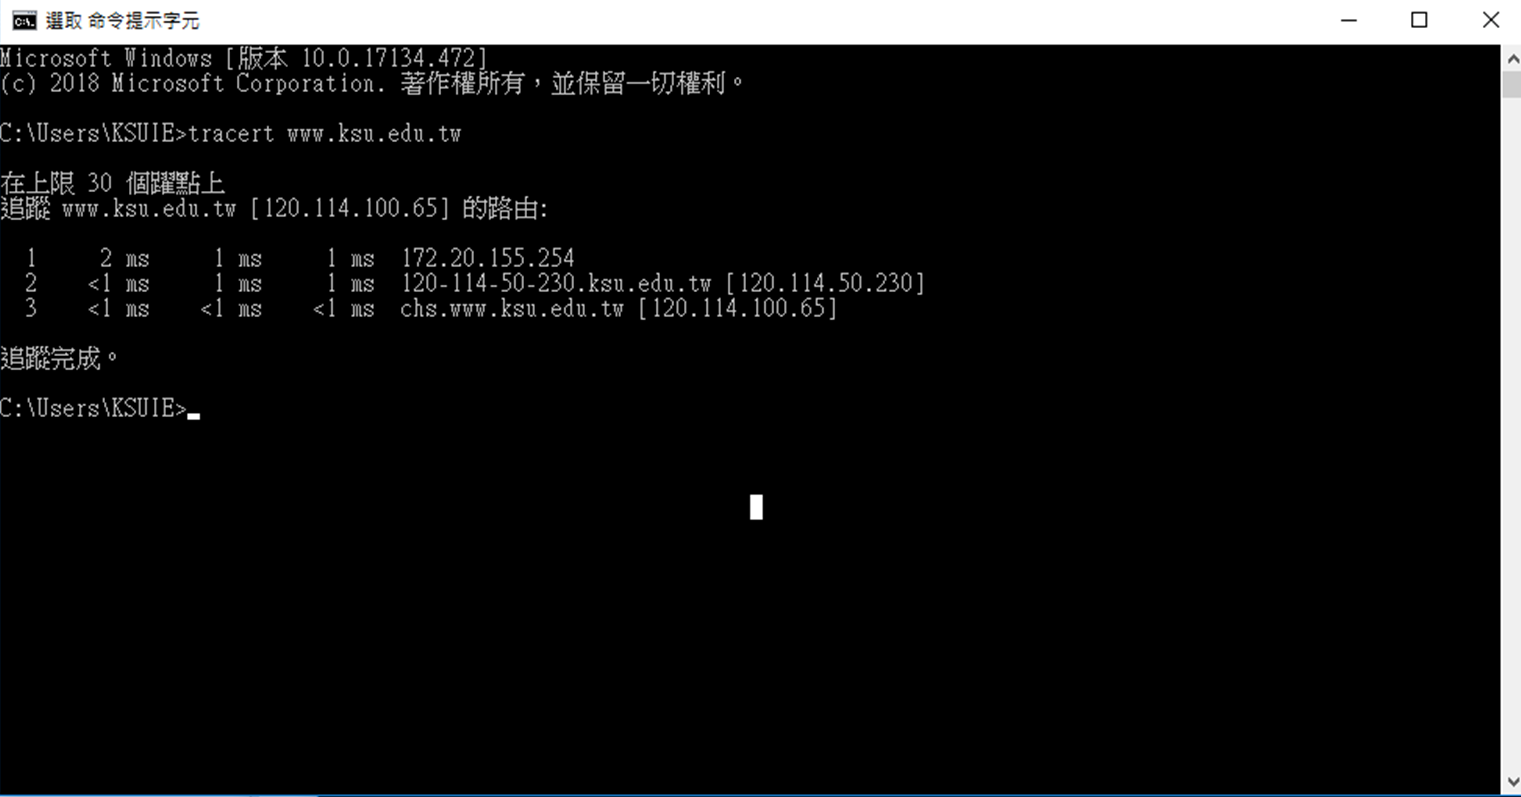 選取 命令提示字元
Microsoft Windows [版本 10.0.17134.472]
(c) 2018 Microsoft Corporation. 著作權所有，並保留一切權利。
C:\Users\KSUIE>tracert www.ksu.edu.tw
在上限 30 個躍點上
追蹤 www.ksu.edu.tw [120.114.100.65] 的路由:
1 2 ms 1 ms 1 ms 172.20.155.254
2 <1 ms 1 ms 1 ms 120-114-50-230.ksu.edu.tw [120.114.50.230]
3 <1 ms <1 ms <1 ms chs.www.ksu.edu.tw [120.114.100.65]
追蹤完成。
C:\Users\KSUIE>